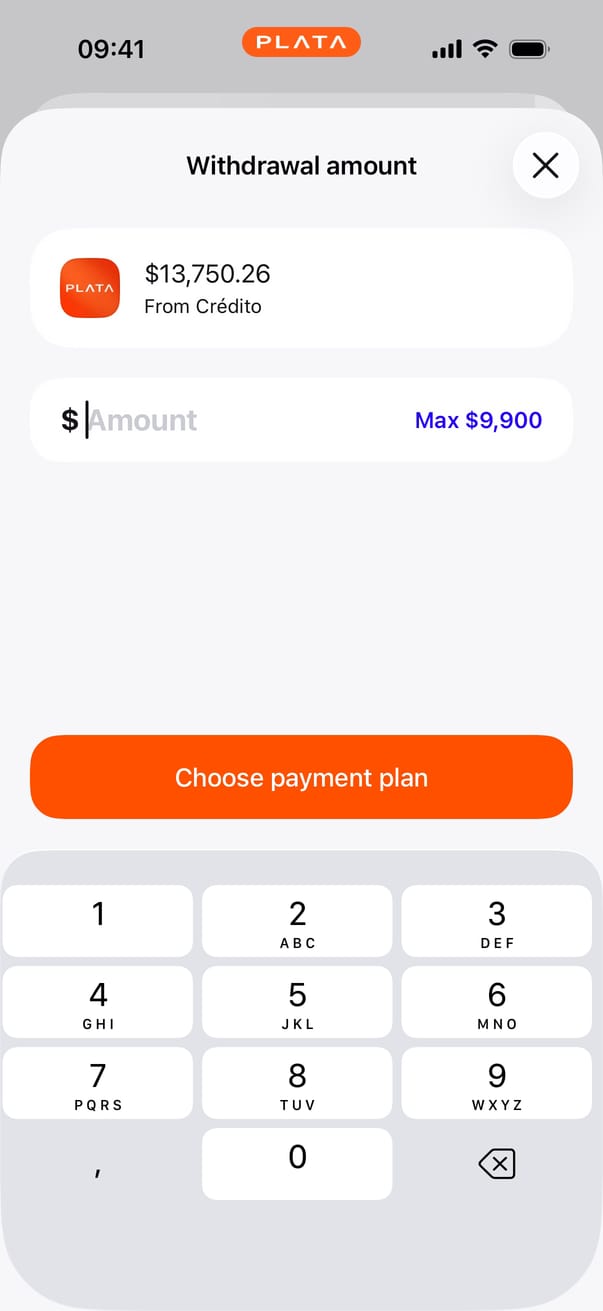 09:41
PLATA
Withdrawal amount
PLATA
$13,750.26
From Crédito
$ Amount
Max $9,900
Choose payment plan
1
2
ABC
3
DEF
4
GHI
5
JKL
6
MNO
7
PQRS
8
TUV
9
WXYZ
,
0